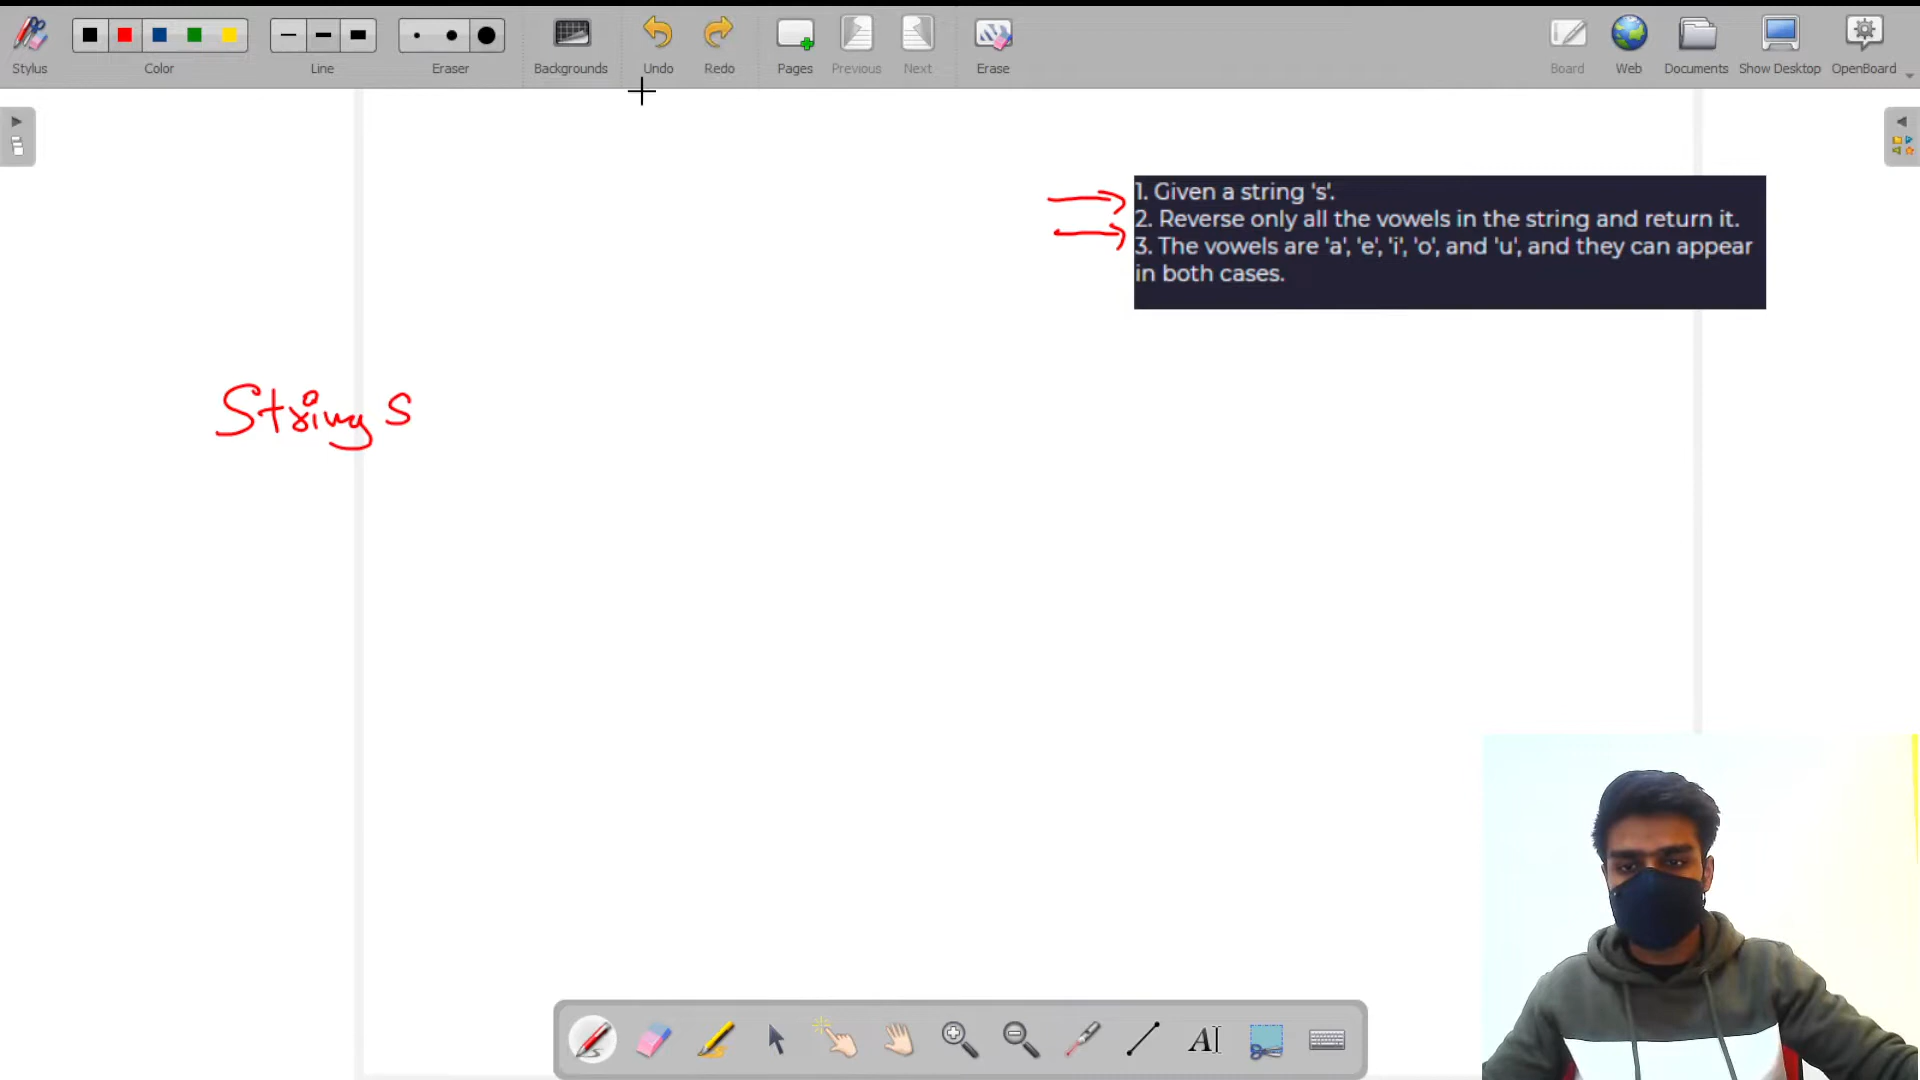 Stylus
Color
Line
Eraser
Backgrounds
Undo
Redo
Pages
Previous
Next
Erase
Board
Web
Documents
Show Desktop
OpenBoard
1. Given a string 's'.
2. Reverse only all the vowels in the string and return it.
3. The vowels are 'a', 'e', 'i', 'o', and 'u', and they can appear
in both cases.
String s